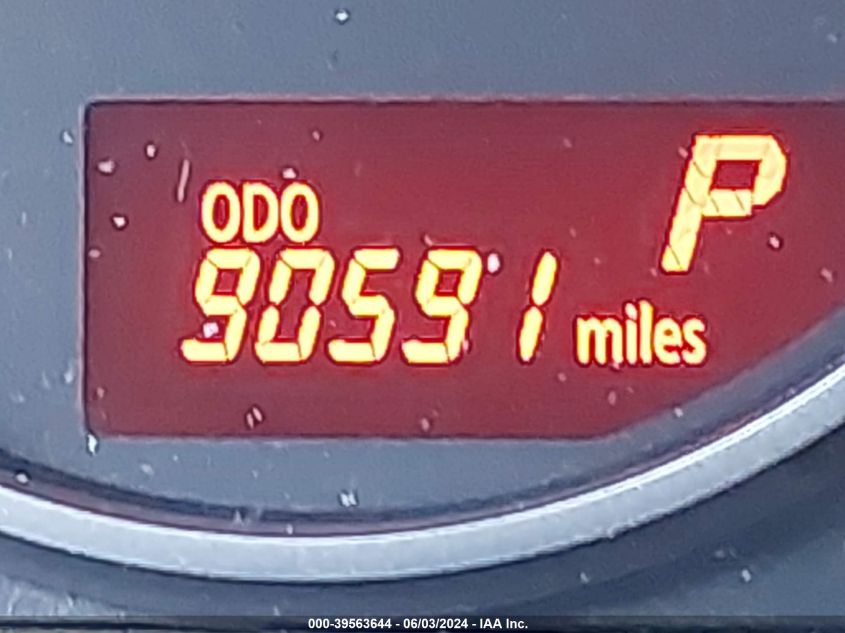 P
ODO
90591 miles
000-39563644 - 06/03/2024 - IAA Inc.